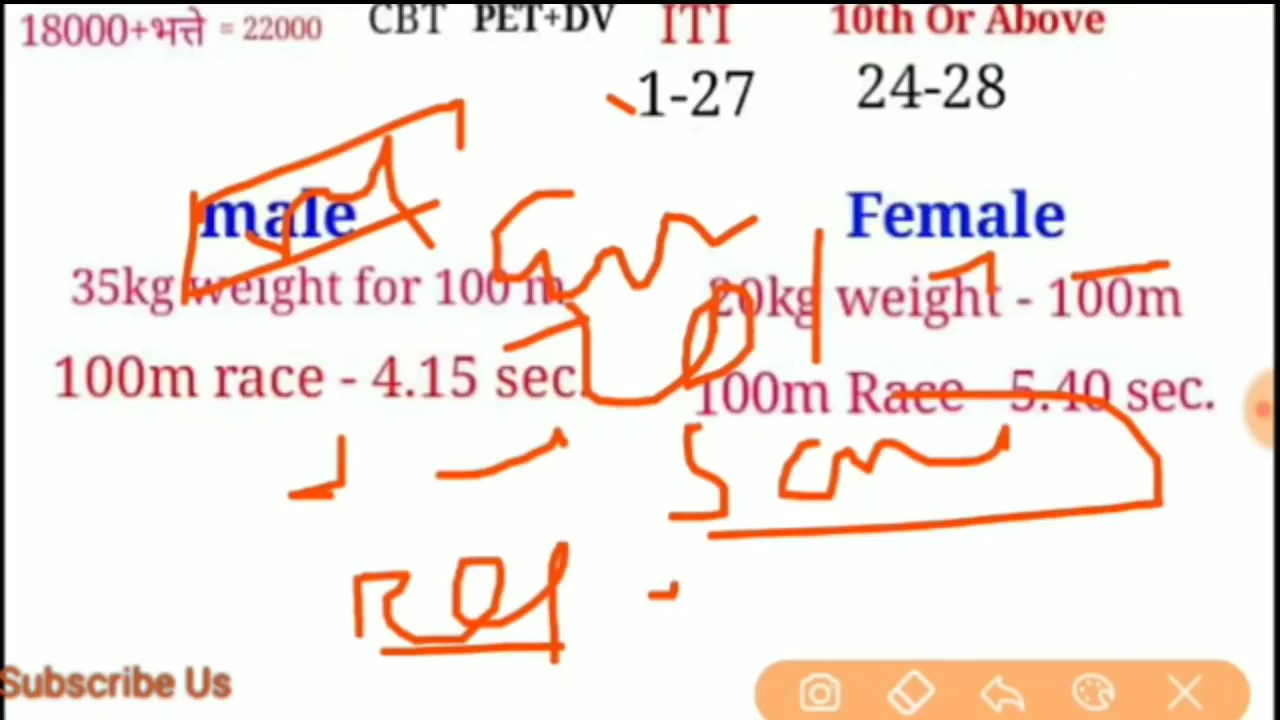 18000+भत्ते = 22000 CBT PET+DV ITI 10th Or Above
1-27 24-28
male Female
35kg weight for 100 m 20kg weight - 100m
100m race - 4.15 sec. 100m Race - 5.40 sec.
Subscribe Us